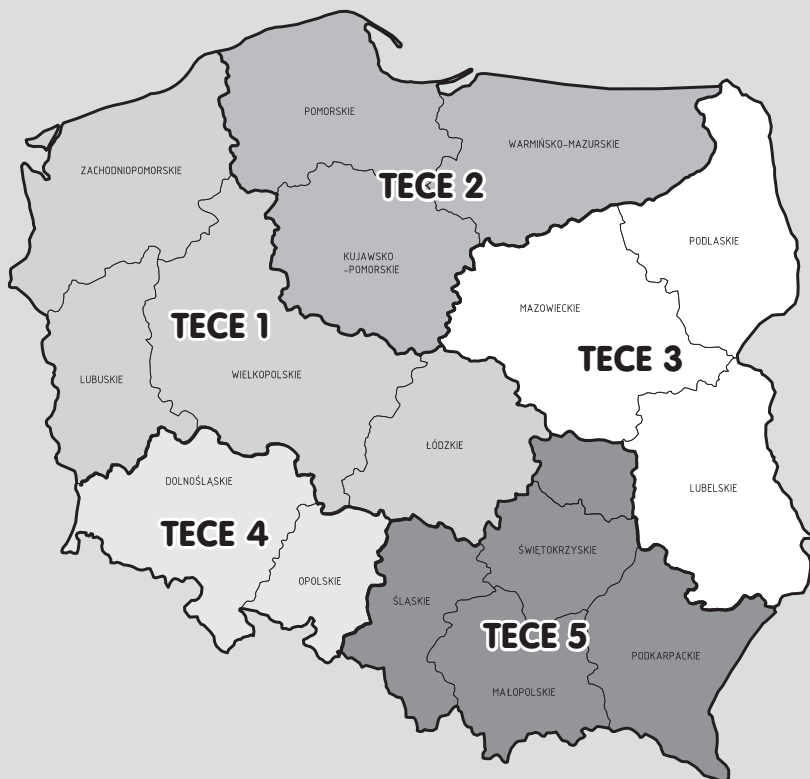 POMORSKIE
WARMIŃSKO-MAZURSKIE
ZACHODNIOPOMORSKIE
TECE 2
PODLASKIE
KUJAWSKO
-POMORSKIE
MAZOWIECKIE
TECE 1
TECE 3
LUBUSKIE
WIELKOPOLSKIE
ŁÓDZKIE
DOLNOŚLĄSKIE
LUBELSKIE
TECE 4
ŚWIĘTOKRZYSKIE
OPOLSKIE
ŚLĄSKIE
TECE 5
PODKARPACKIE
MAŁOPOLSKIE